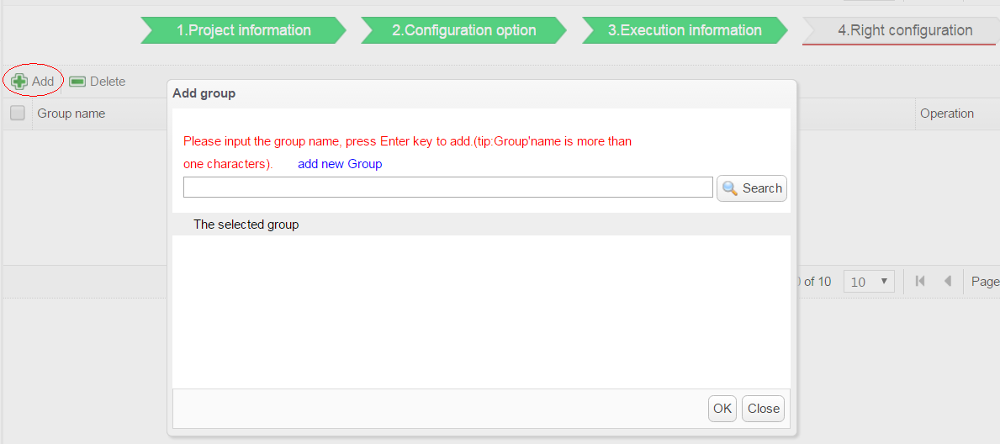 1.Project information 2.Configuration option 3.Execution information 4.Right configuration
Add Delete
Add group
Group name
Operation
Please input the group name, press Enter key to add.(tip:Group'name is more than
one characters). add new Group
Search
The selected group
of 10 10 Page
OK Close